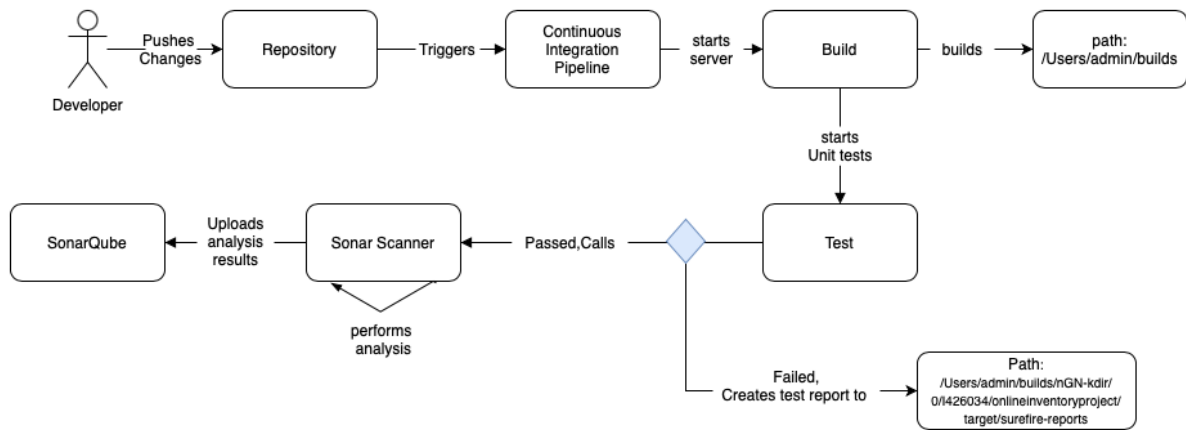 Developer
Pushes
Changes
Repository
Triggers
Continuous
Integration
Pipeline
starts
server
Build
builds
path:
/Users/admin/builds
starts
Unit tests
Test
Passed,Calls
Sonar Scanner
performs
analysis
Uploads
analysis
results
SonarQube
Failed,
Creates test report to
Path:
/Users/admin/builds/nGN-kdir/
0/I426034/onlineinventoryproject/
target/surefire-reports